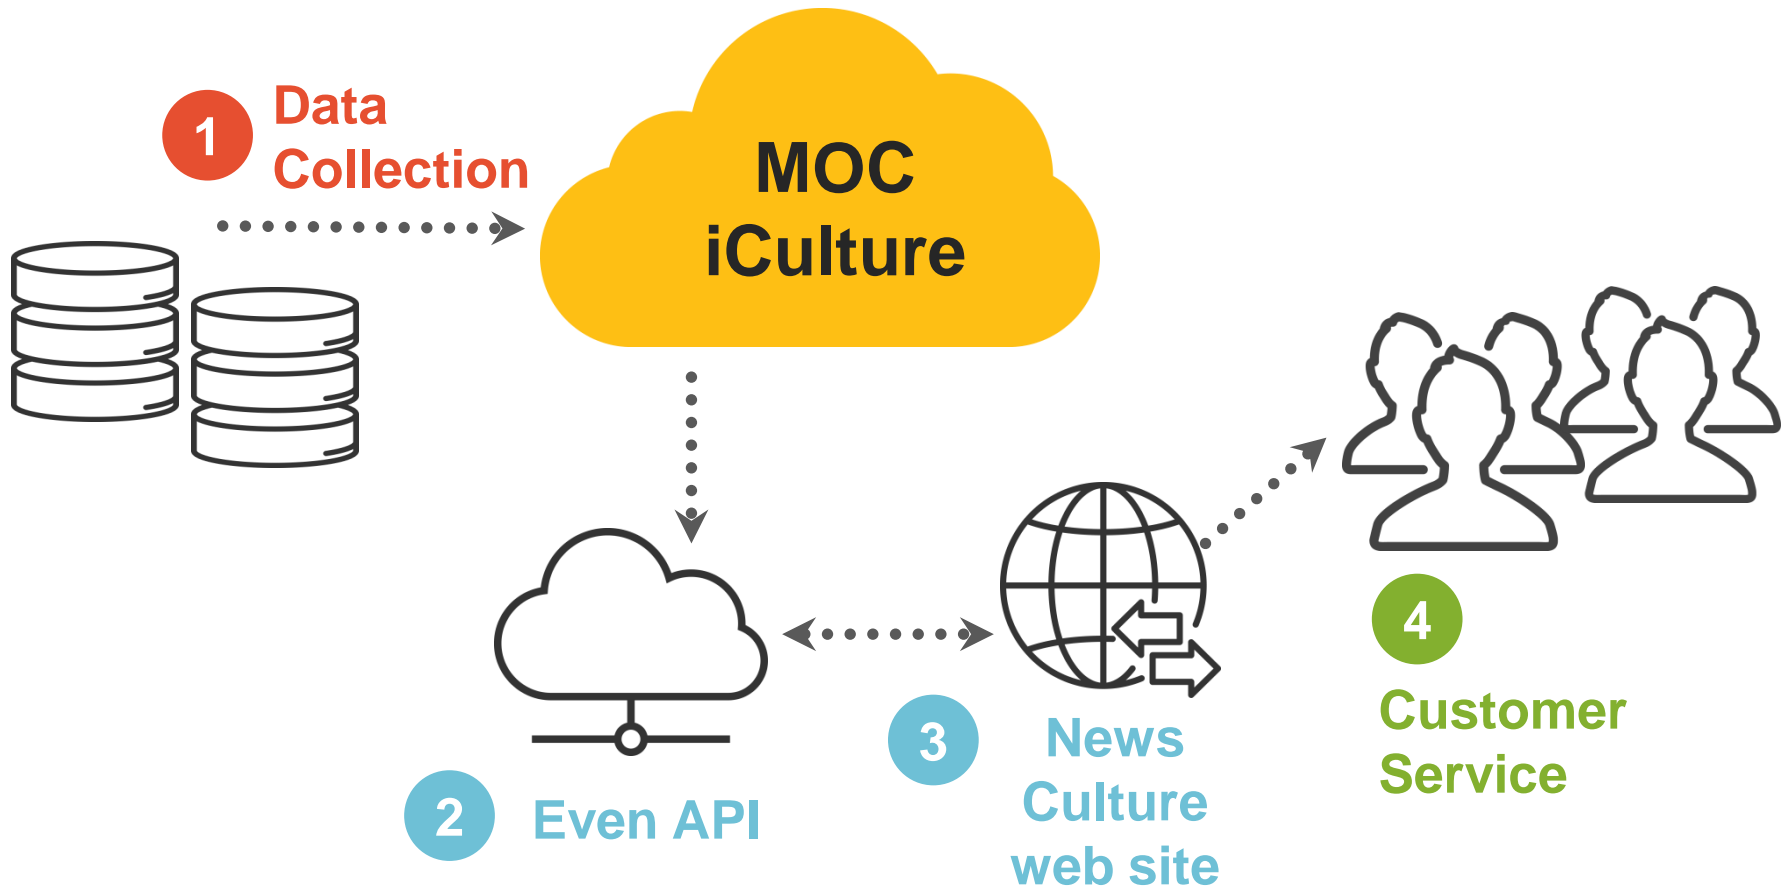 1
Data
Collection
MOC
iCulture
2
Even API
3
News
Culture
web site
4
Customer
Service